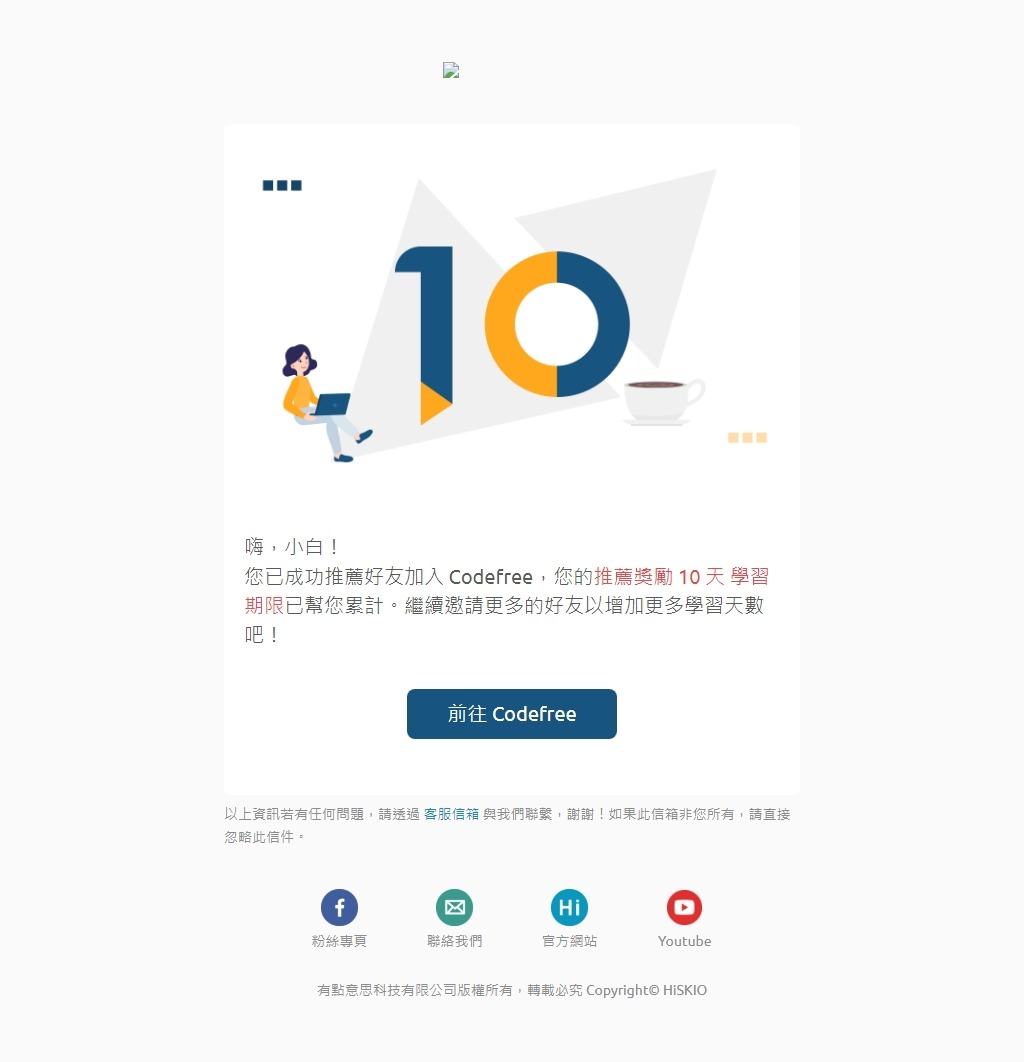 10
嗨，小白！
您已成功推薦好友加入 Codefree，您的推薦獎勵 10 天 學習
期限已幫您累計。繼續邀請更多的好友以增加更多學習天數
吧！
前往 Codefree
以上資訊若有任何問題，請透過 客服信箱 與我們聯繫，謝謝！如果此信箱非您所有，請直接
忽略此信件。
Hi
粉絲專頁 聯絡我們 官方網站 Youtube
有點意思科技有限公司版權所有，轉載必究 Copyright© HiSKIO